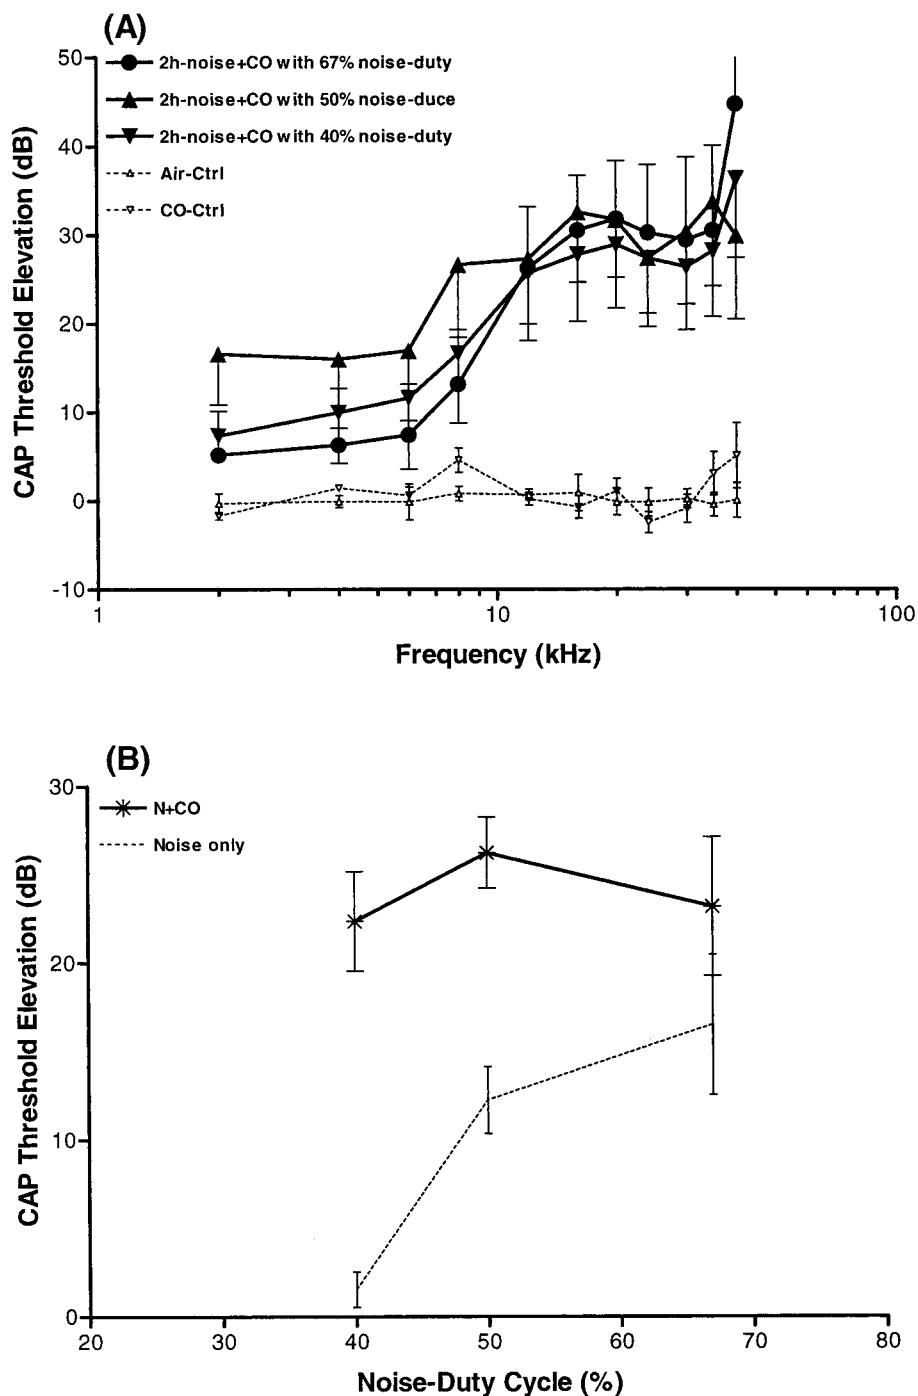 (A)
50
40
30
20
10
0
-10
CAP Threshold Elevation (dB)
2h-noise+CO with 67% noise-duty
2h-noise+CO with 50% noise-duce
2h-noise+CO with 40% noise-duty
Air-Ctrl
CO-Ctrl
1
10
100
Frequency (kHz)
(B)
30
20
10
0
CAP Threshold Elevation (dB)
N+CO
Noise only
20
30
40
50
60
70
80
Noise-Duty Cycle (%)